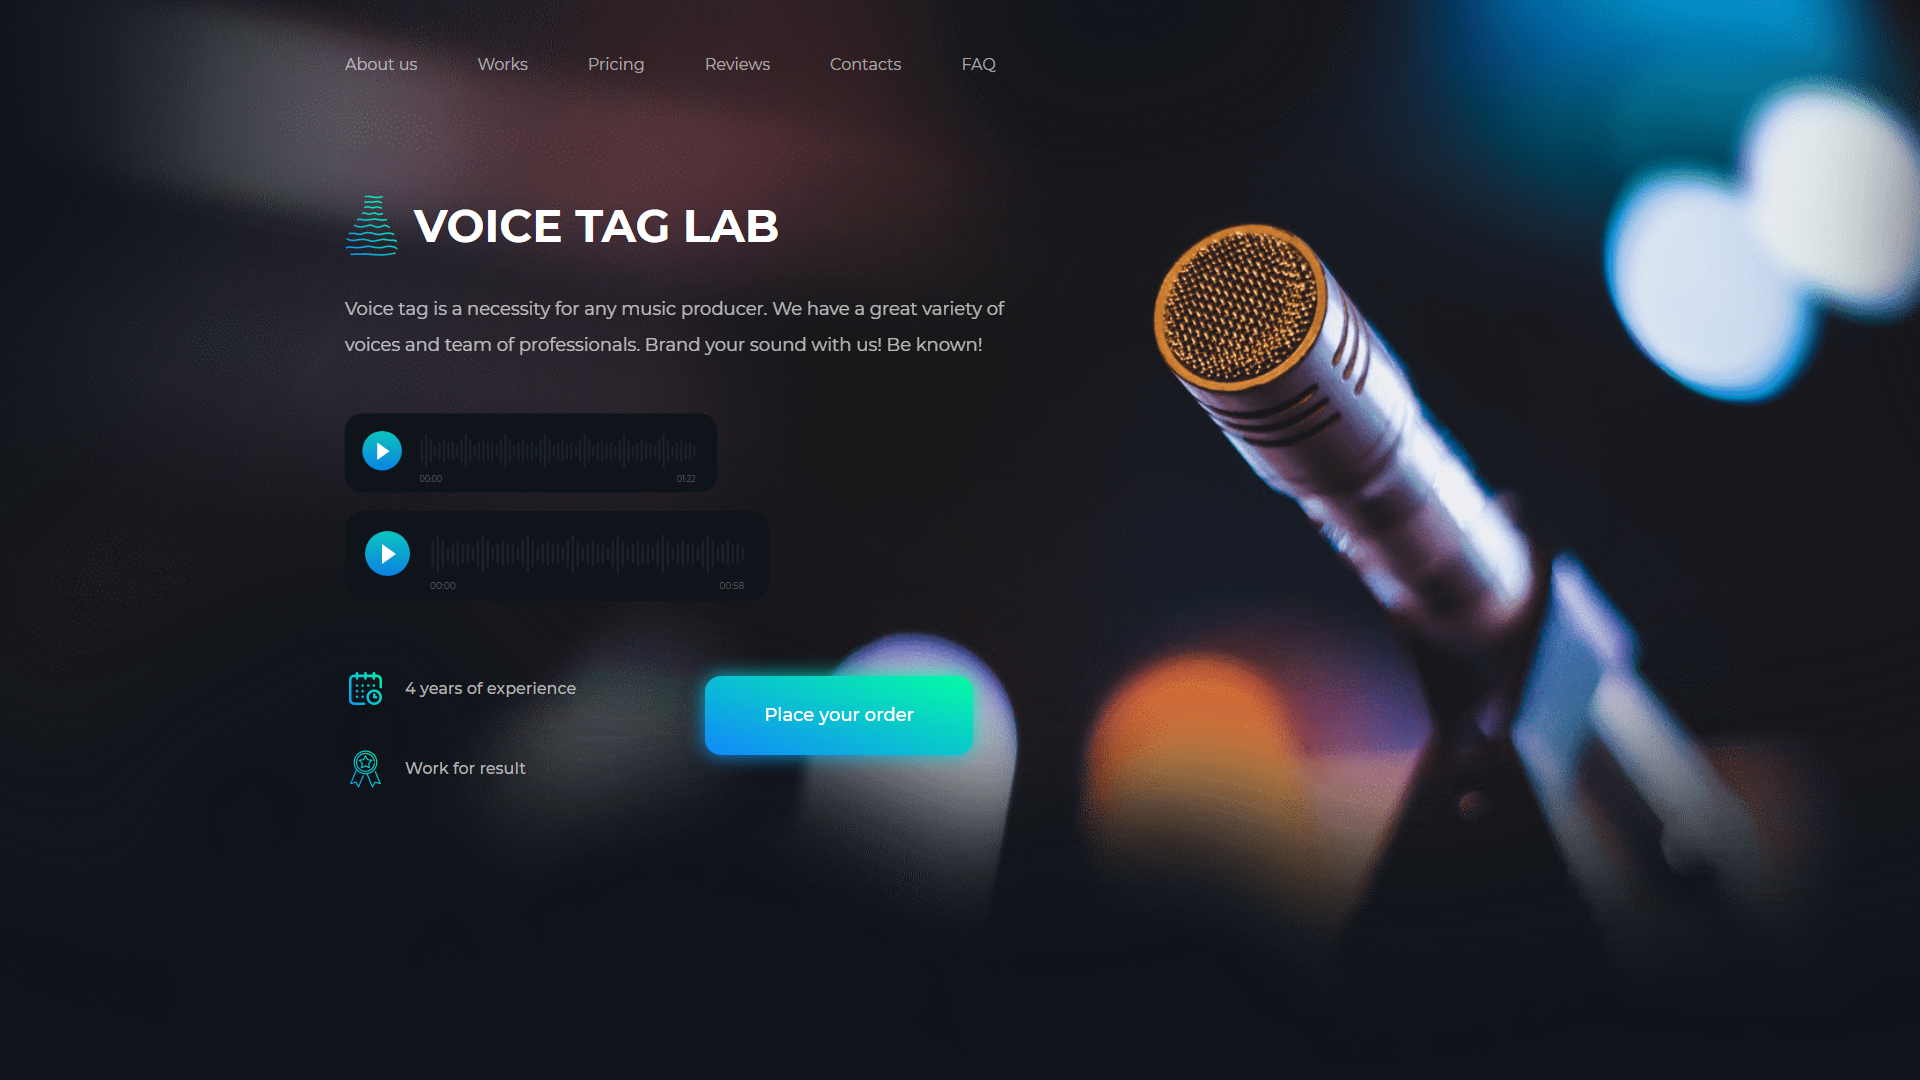 About us Works Pricing Reviews Contacts FAQ
VOICE TAG LAB
Voice tag is a necessity for any music producer. We have a great variety of
voices and team of professionals. Brand your sound with us! Be known!
00:00 01:22
00:00 00:58
4 years of experience
Place your order
Work for result